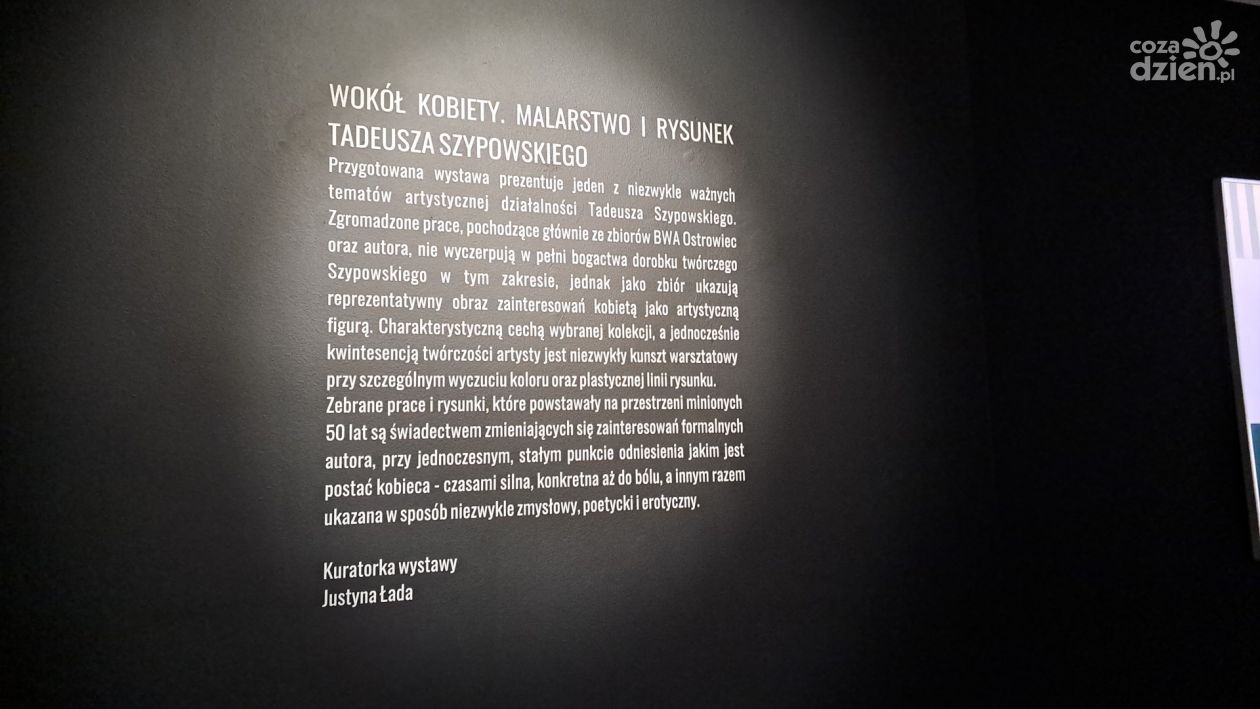 coza
dzień.pl
WOKÓŁ KOBIETY. MALARSTWO I RYSUNEK
TADEUSZA SZYPOWSKIEGO
Przygotowana wystawa prezentuje jeden z niezwykle ważnych
tematów artystycznej działalności Tadeusza Szypowskiego.
Zgromadzone prace, pochodzące głównie ze zbiorów BWA Ostrowiec
oraz autora, nie wyczerpują w pełni bogactwa dorobku twórczego
Szypowskiego w tym zakresie, jednak jako zbiór ukazują
reprezentatywny obraz zainteresowań kobietą jako artystyczną
figurą. Charakterystyczną cechą wybranej kolekcji, a jednocześnie
kwintesencją twórczości artysty jest niezwykły kunszt warsztatowy
przy szczególnym wyczuciu koloru oraz plastycznej linii rysunku.
Zebrane prace i rysunki, które powstawały na przestrzeni minionych
50 lat są świadectwem zmieniających się zainteresowań formalnych
autora, przy jednoczesnym, stałym punkcie odniesienia jakim jest
postać kobieca - czasami silna, konkretna aż do bólu, a innym razem
ukazana w sposób niezwykle zmysłowy, poetycki i erotyczny.
Kuratorka wystawy
Justyna Łada